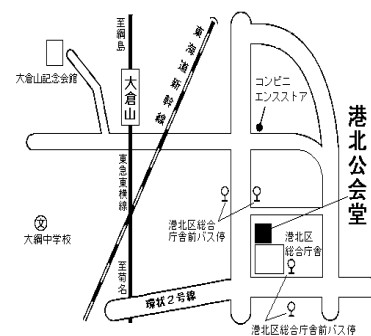 至綱島
大倉山記念会館
大倉山
東海道新幹線
コンビニ
エンスストア
港北公会堂
東急東横線
港北区総合
庁舎前バス停
文
大綱中学校
港北区
総合庁舎
至菊名
環状2号線
港北区総合庁舎前バス停